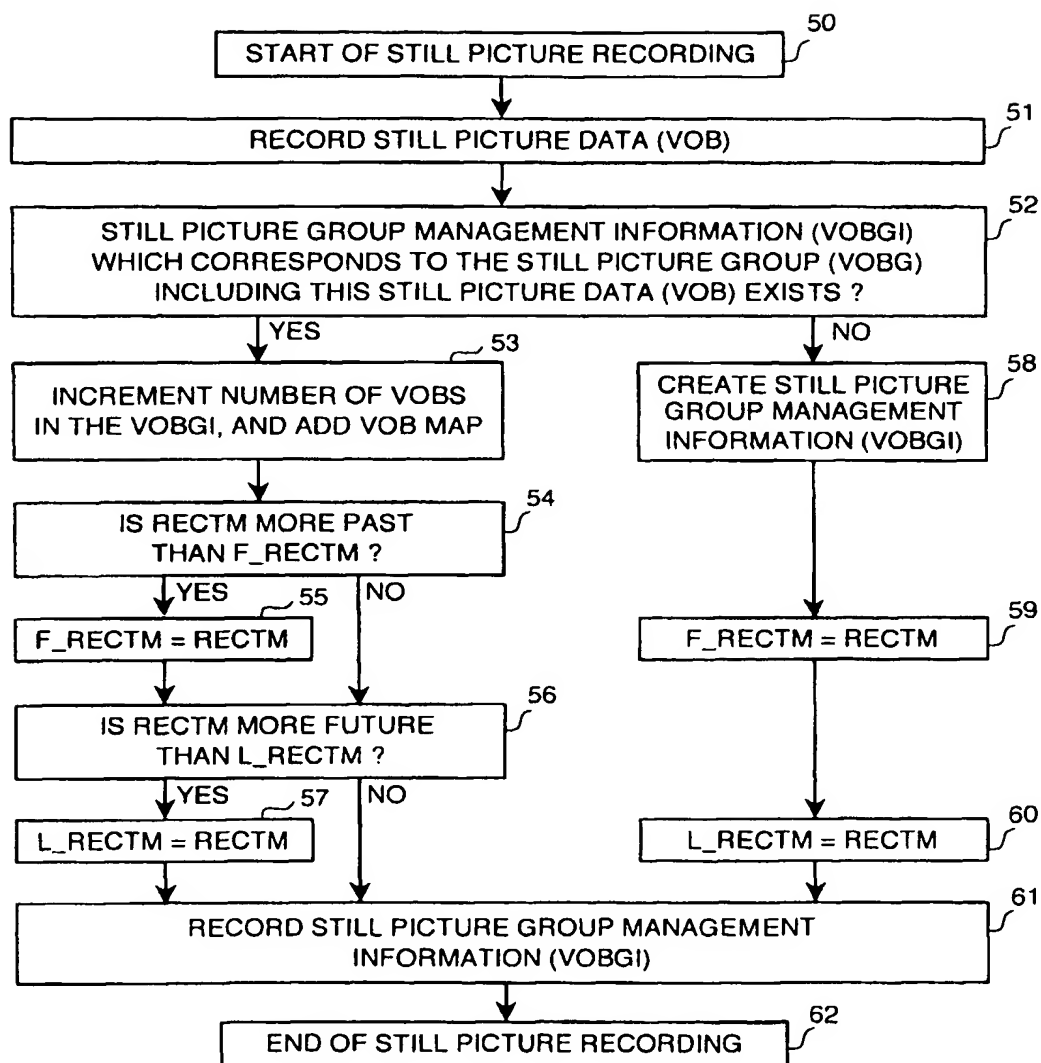 50
START OF STILL PICTURE RECORDING
51
RECORD STILL PICTURE DATA (VOB)
52
STILL PICTURE GROUP MANAGEMENT INFORMATION (VOBGI)
WHICH CORRESPONDS TO THE STILL PICTURE GROUP (VOBG)
INCLUDING THIS STILL PICTURE DATA (VOB) EXISTS ?
YES
NO
53
INCREMENT NUMBER OF VOBS
IN THE VOBGI, AND ADD VOB MAP
58
CREATE STILL PICTURE
GROUP MANAGEMENT
INFORMATION (VOBGI)
54
IS RECTM MORE PAST
THAN F_RECTM ?
YES
NO
55
F_RECTM = RECTM
59
F_RECTM = RECTM
56
IS RECTM MORE FUTURE
THAN L_RECTM ?
YES
NO
57
L_RECTM = RECTM
60
L_RECTM = RECTM
61
RECORD STILL PICTURE GROUP MANAGEMENT
INFORMATION (VOBGI)
62
END OF STILL PICTURE RECORDING